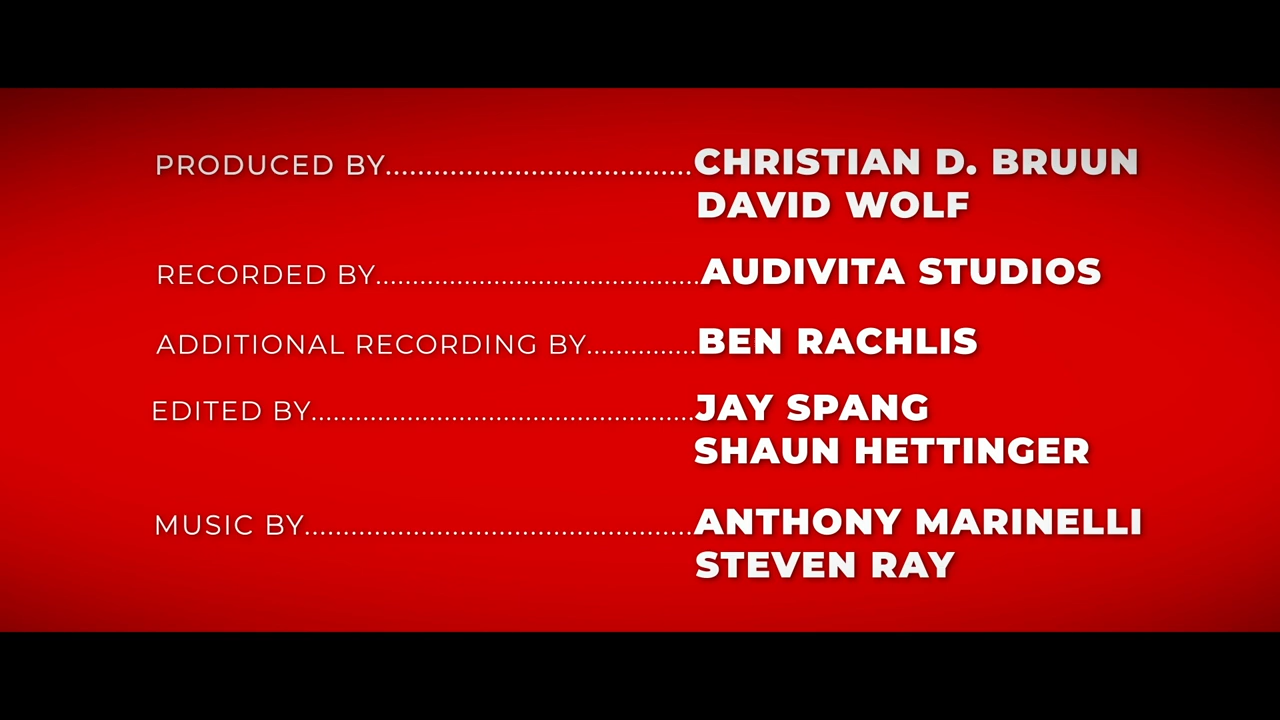 PRODUCED BY.......................................CHRISTIAN D. BRUUN
DAVID WOLF
RECORDED BY.........................................AUDIVITA STUDIOS
ADDITIONAL RECORDING BY..............BEN RACHLIS
EDITED BY.................................................JAY SPANG
SHAUN HETTINGER
MUSIC BY..................................................ANTHONY MARINELLI
STEVEN RAY